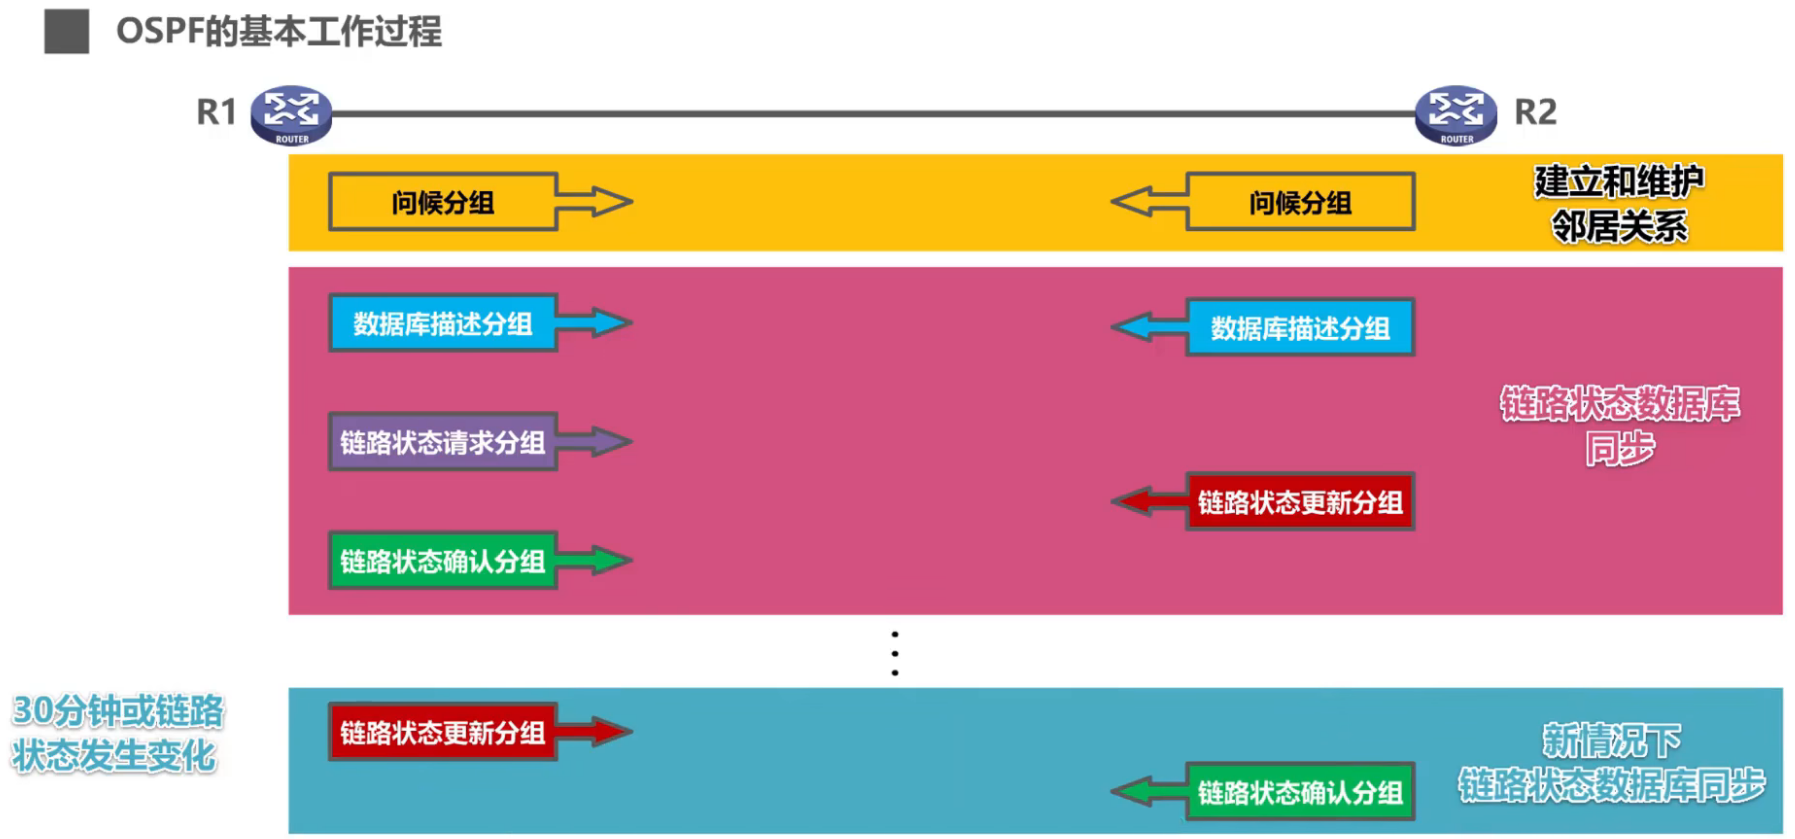 OSPF的基本工作过程
R1
ROUTER
ROUTER
R2
问候分组
问候分组
建立和维护
邻居关系
数据库描述分组
数据库描述分组
链路状态请求分组
链路状态数据库
同步
链路状态更新分组
链路状态确认分组
30分钟或链路
状态发生变化
链路状态更新分组
链路状态确认分组
新情况下
链路状态数据库同步